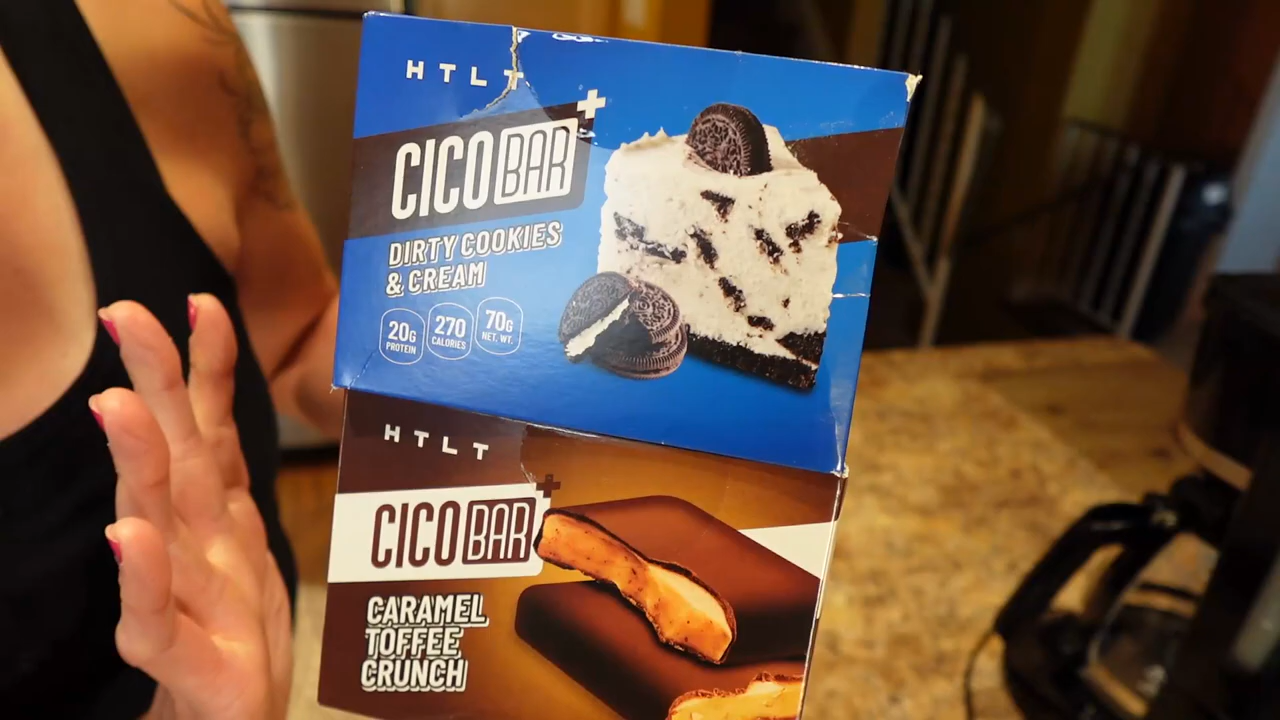 HTLT
CICO BAR+
DIRTY COOKIES
& CREAM
20G
PROTEIN
270
CALORIES
70G
NET. WT.
HTLT
CICO BAR+
CARAMEL
TOFFEE
CRUNCH